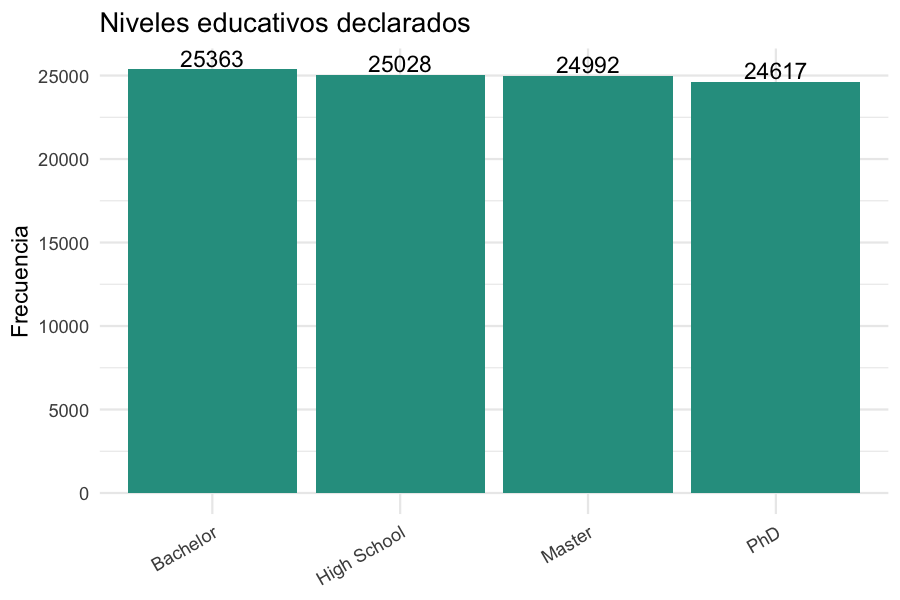 Niveles educativos declarados
25363
25028
24992
24617
25000
20000
15000
10000
5000
0
Frecuencia
Bachelor
High School
Master
PhD